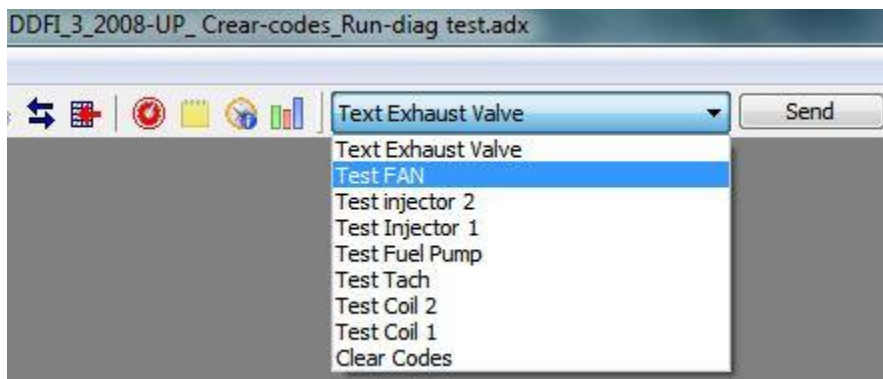 DDFI_3_2008-UP_ Crear-codes_Run-diag test.adx
Text Exhaust Valve
Send
Text Exhaust Valve
Test FAN
Test injector 2
Test Injector 1
Test Fuel Pump
Test Tach
Test Coil 2
Test Coil 1
Clear Codes